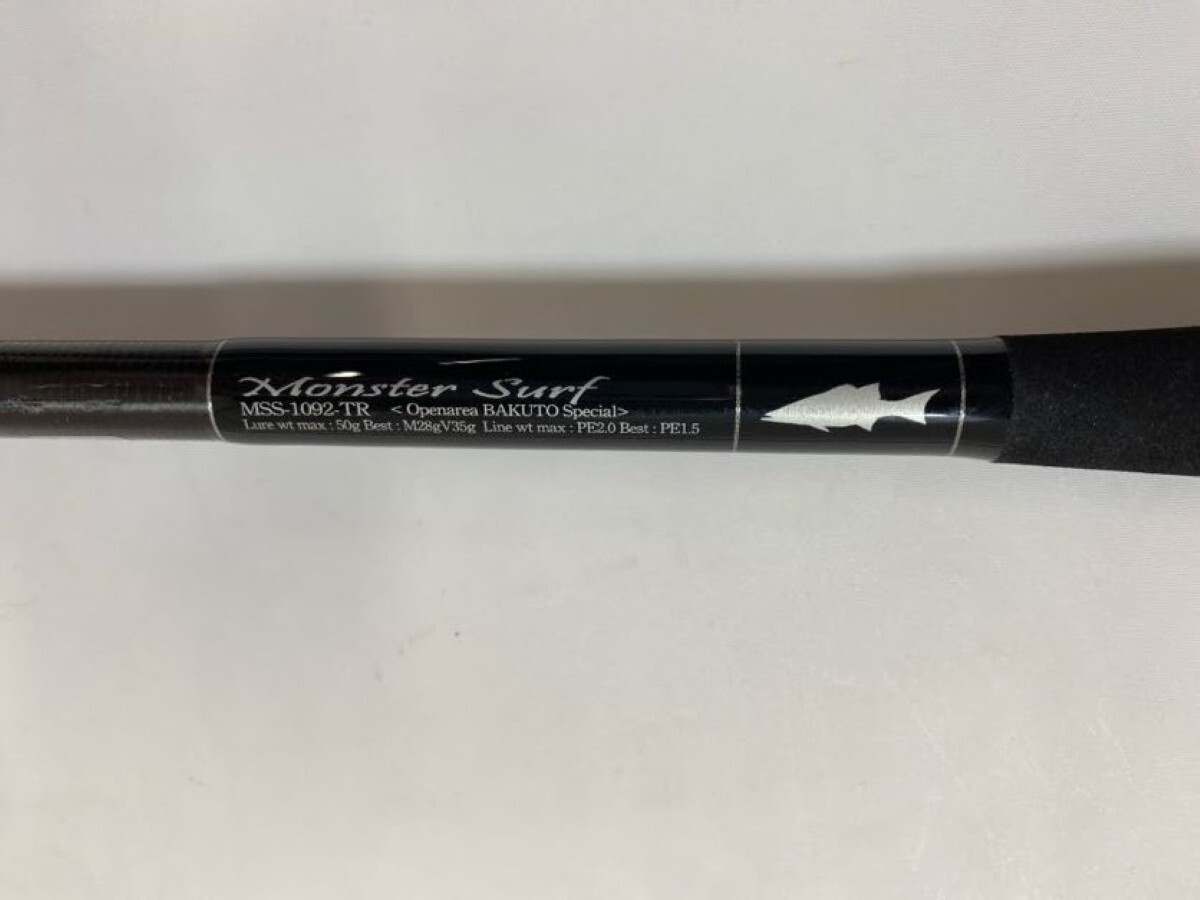 Monster Surf
MSS-1092-TR < Openarea BAKUTO Special>
Lure wt max : 50g Best : M28gV35g Line wt max : PE2.0 Best : PE1.5